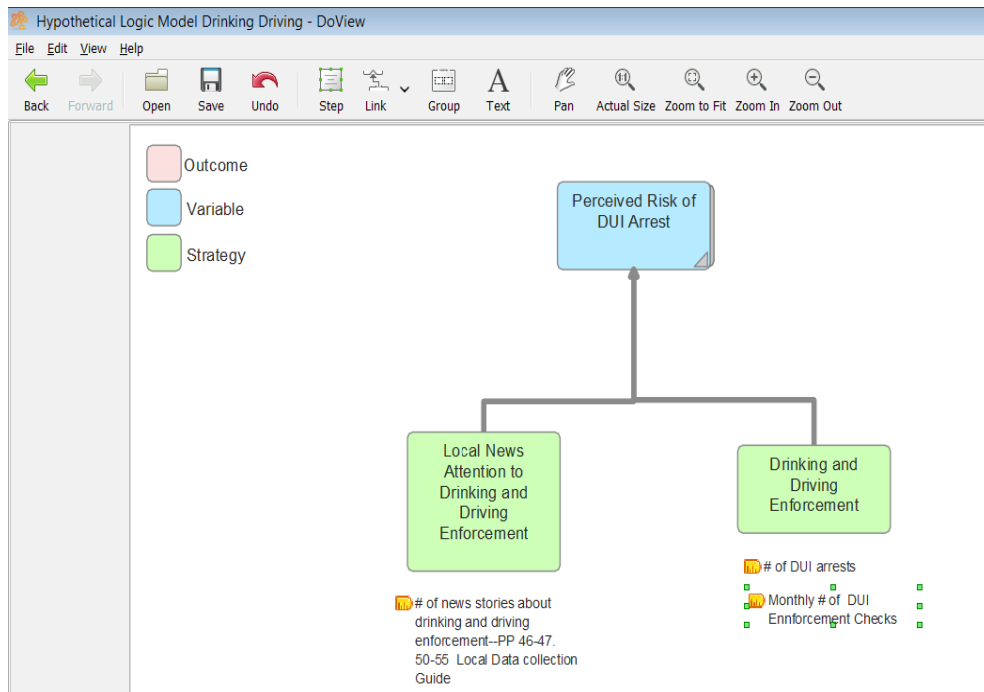 Hypothetical Logic Model Drinking Driving - DoView
File Edit View Help
Back Forward Open Save Undo Step Link Group Text Pan Actual Size Zoom to Fit Zoom In Zoom Out
Outcome
Variable
Strategy
Perceived Risk of
DUI Arrest
Local News
Attention to
Drinking and
Driving
Enforcement
Drinking and
Driving
Enforcement
# of news stories about
drinking and driving
enforcement--PP 46-47.
50-55 Local Data collection
Guide
# of DUI arrests
Monthly # of DUI
Ennforcement Checks